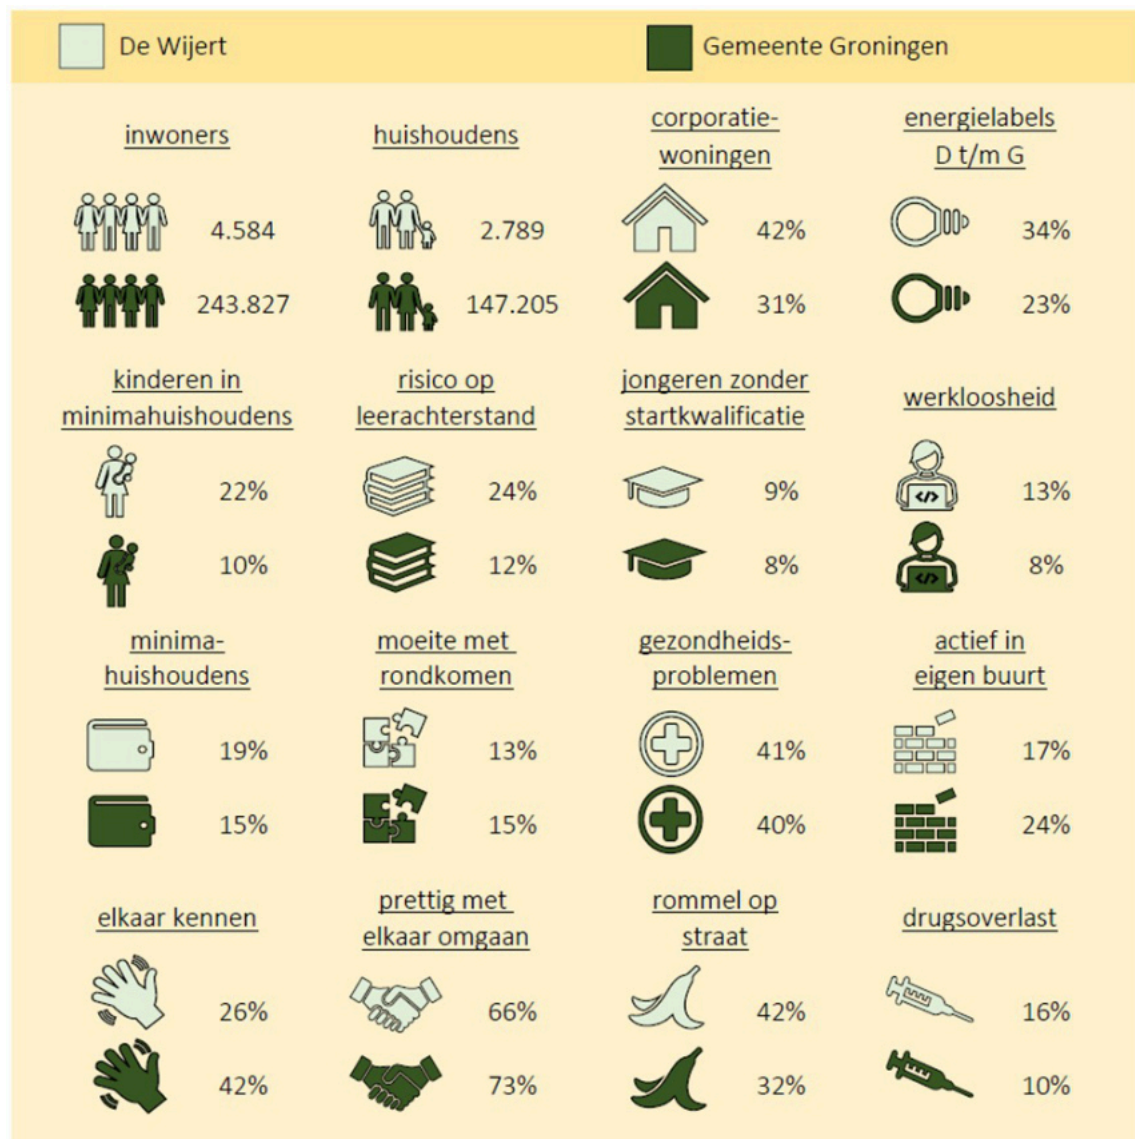 De Wijert
Gemeente Groningen
inwoners
4.584
243.827
huishoudens
2.789
147.205
corporatie-
woningen
42%
31%
energielabels
D t/m G
34%
23%
kinderen in
minimahuishoudens
22%
10%
risico op
leerachterstand
24%
12%
jongeren zonder
startkwalificatie
9%
8%
werkloosheid
</>
13%
</>
8%
minima-
huishoudens
19%
15%
moeite met
rondkomen
13%
15%
gezondheids-
problemen
41%
40%
actief in
eigen buurt
17%
24%
elkaar kennen
26%
42%
prettig met
elkaar omgaan
66%
73%
rommel op
straat
42%
32%
drugsoverlast
16%
10%